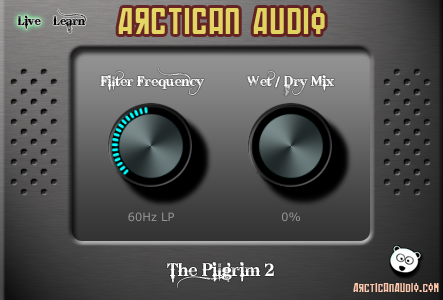 Live Learn
ARCTICAN AUDIO
Filter Frequency
Wet / Dry Mix
60Hz LP
0%
The Pilgrim 2
ARCTICANAUDIO.COM